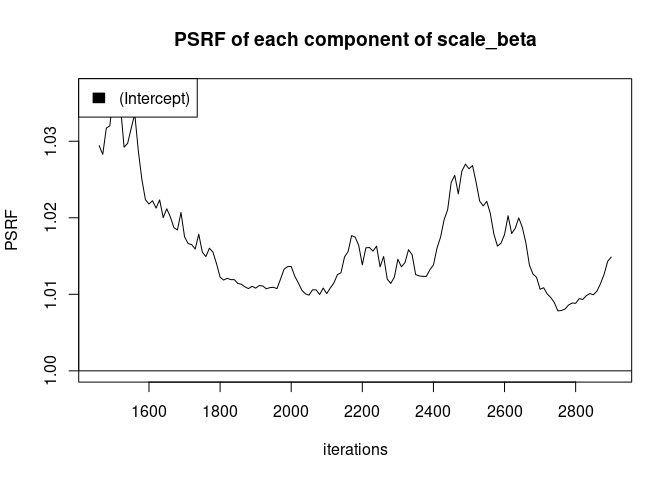 PSRF of each component of scale_beta
(Intercept)
PSRF
1.03
1.02
1.01
1.00
1600 1800 2000 2200 2400 2600 2800
iterations